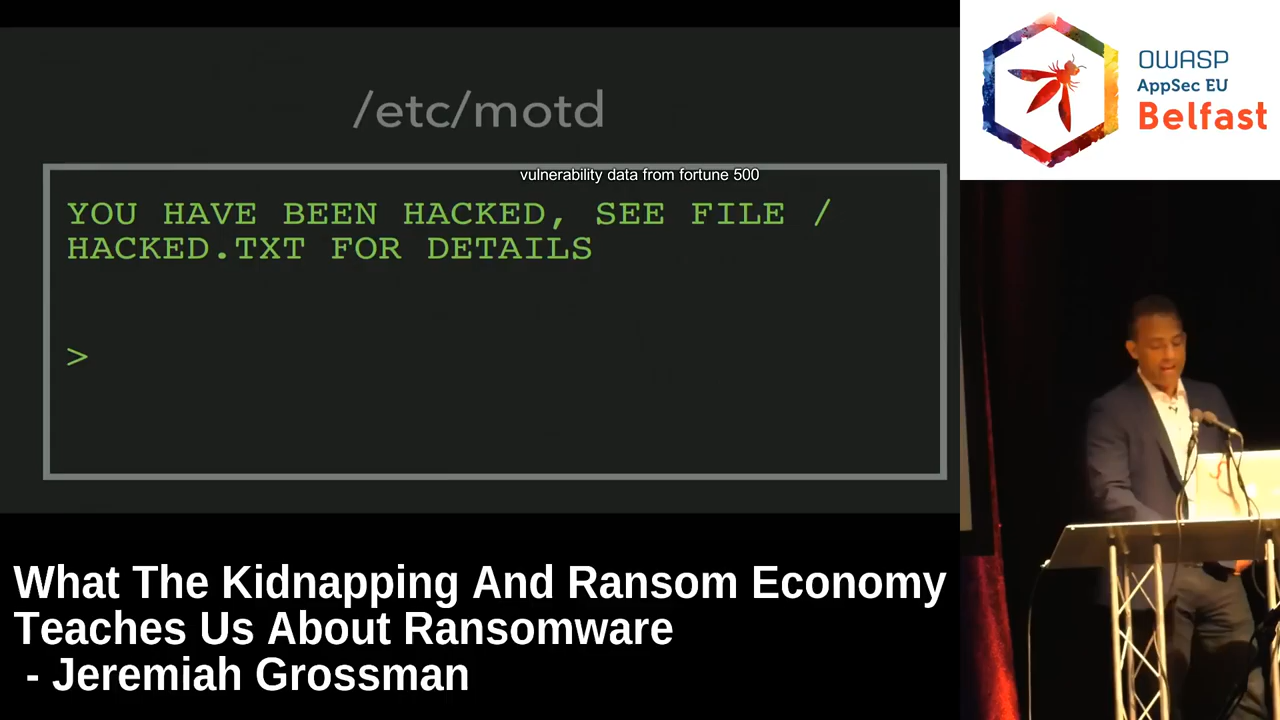 /etc/motd
vulnerability data from fortune 500
YOU HAVE BEEN HACKED, SEE FILE /
HACKED.TXT FOR DETAILS
>
OWASP
AppSec EU
Belfast
What The Kidnapping And Ransom Economy
Teaches Us About Ransomware
- Jeremiah Grossman